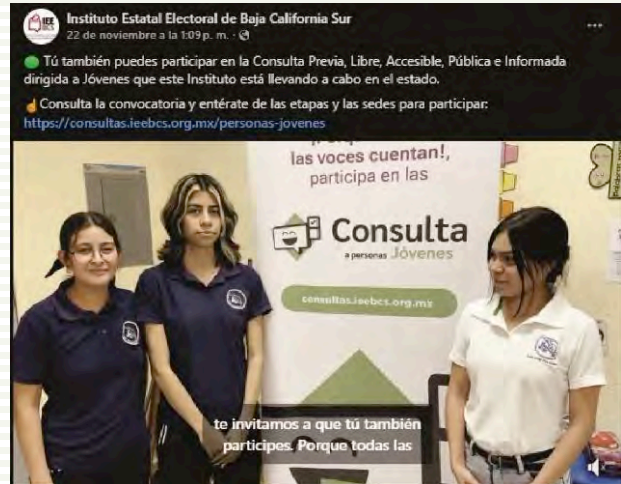 IEE
BCS
Instituto Estatal Electoral de Baja California Sur
22 de noviembre a la 1:09 p. m. ·
Tú también puedes participar en la Consulta Previa, Libre, Accesible, Pública e Informada
dirigida a Jóvenes que este Instituto está llevando a cabo en el estado.
Consulta la convocatoria y entérate de las etapas y las sedes para participar:
https://consultas.ieebcs.org.mx/personas-jovenes
las voces cuentan!,
participa en las
Consulta
a personas Jóvenes
consultas.ieebcs.org.mx
te invitamos a que tú también
participes. Porque todas las